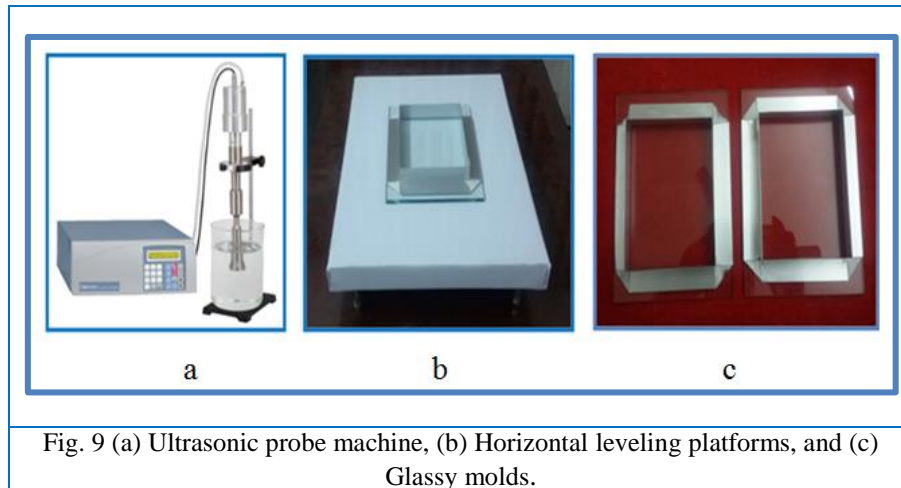 a
b
c
Fig. 9 (a) Ultrasonic probe machine, (b) Horizontal leveling platforms, and (c)
Glassy molds.